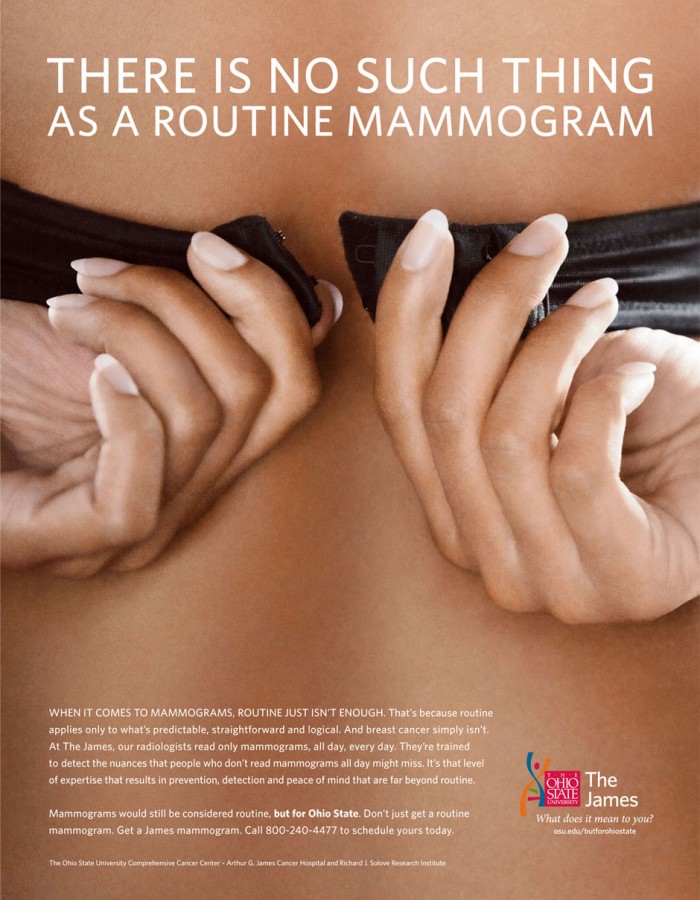 THERE IS NO SUCH THING
AS A ROUTINE MAMMOGRAM
WHEN IT COMES TO MAMMOGRAMS, ROUTINE JUST ISN'T ENOUGH. That's because routine
applies only to what's predictable, straightforward and logical. And breast cancer simply isn't.
At The James, our radiologists read only mammograms, all day, every day. They're trained
to detect the nuances that people who don't read mammograms all day might miss. It's that level
of expertise that results in prevention, detection and peace of mind that are far beyond routine.
Mammograms would still be considered routine, but for Ohio State. Don't just get a routine
mammogram. Get a James mammogram. Call 800-240-4477 to schedule yours today.
The Ohio State University Comprehensive Cancer Center – Arthur G. James Cancer Hospital and Richard J. Solove Research Institute
THE
OHIO
STATE
UNIVERSITY
The
James
What does it mean to you?
osu.edu/butforohiostate